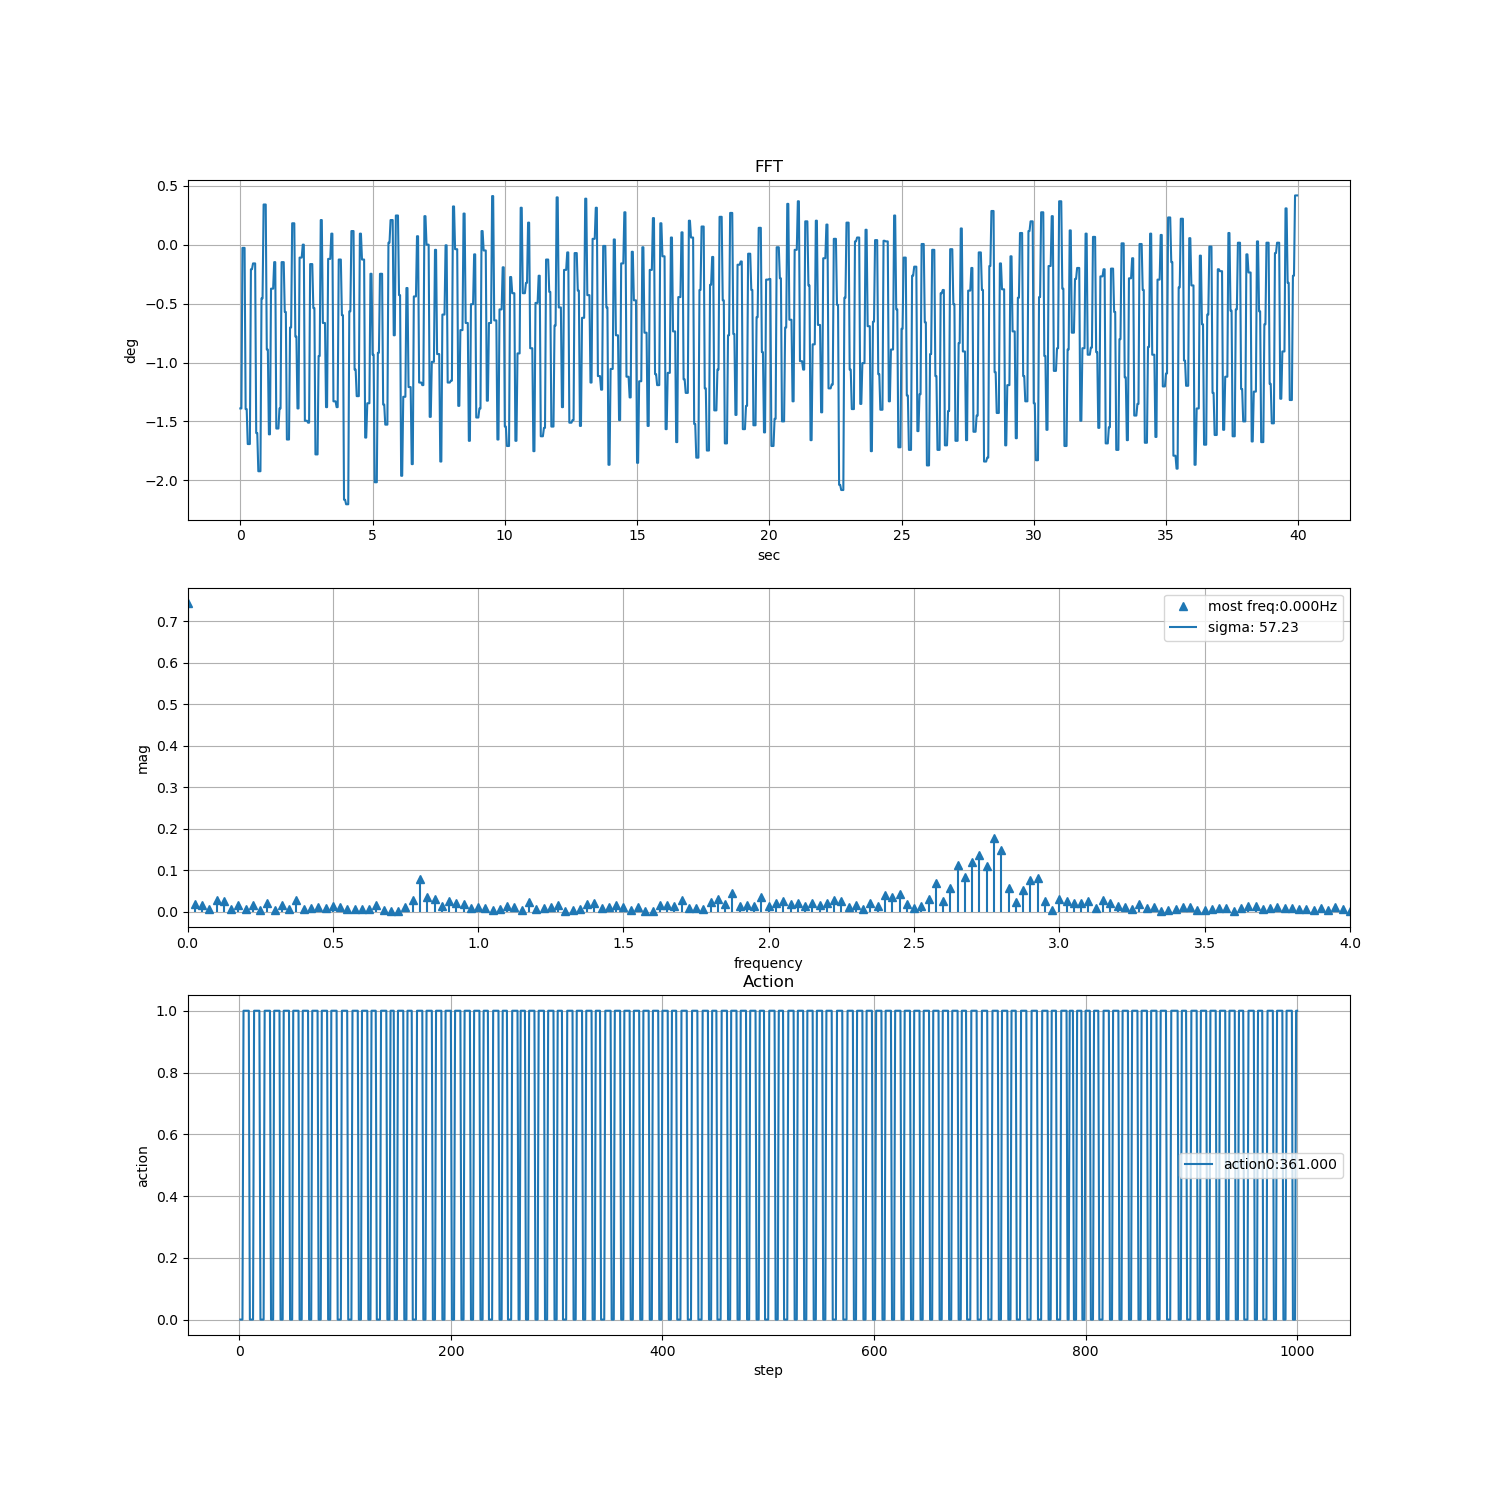 FFT
0.5
0.0
−0.5
−1.0
−1.5
−2.0
deg
0 5 10 15 20 25 30 35 40
sec
0.7
0.6
0.5
0.4
0.3
0.2
0.1
0.0
mag
most freq:0.000Hz
sigma: 57.23
0.0 0.5 1.0 1.5 2.0 2.5 3.0 3.5 4.0
frequency
Action
1.0
0.8
0.6
0.4
0.2
0.0
action
action0:361.000
0 200 400 600 800 1000
step